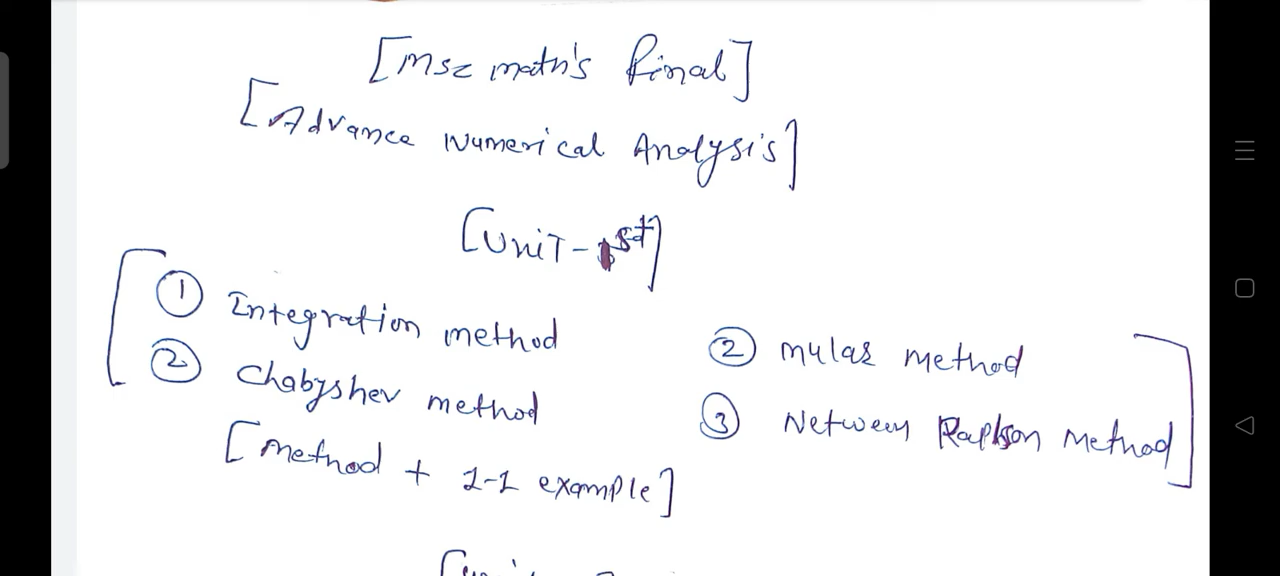 [Msc math's final]
[Advance Numerical Analysis]
[UniT-1st]
① Integration method
② Chabyshev method
② mular method
③ Netween Raphson Method
[method + 1-1 example]